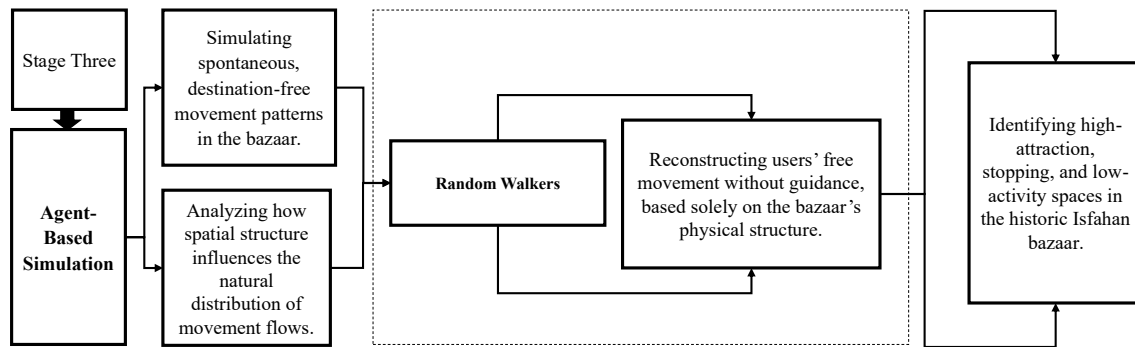 Stage Three
Agent-
Based
Simulation
Simulating
spontaneous,
destination-free
movement patterns
in the bazaar.
Analyzing how
spatial structure
influences the
natural
distribution of
movement flows.
Random Walkers
Reconstructing users’ free
movement without guidance,
based solely on the bazaar’s
physical structure.
Identifying high-
attraction,
stopping, and low-
activity spaces in
the historic Isfahan
bazaar.